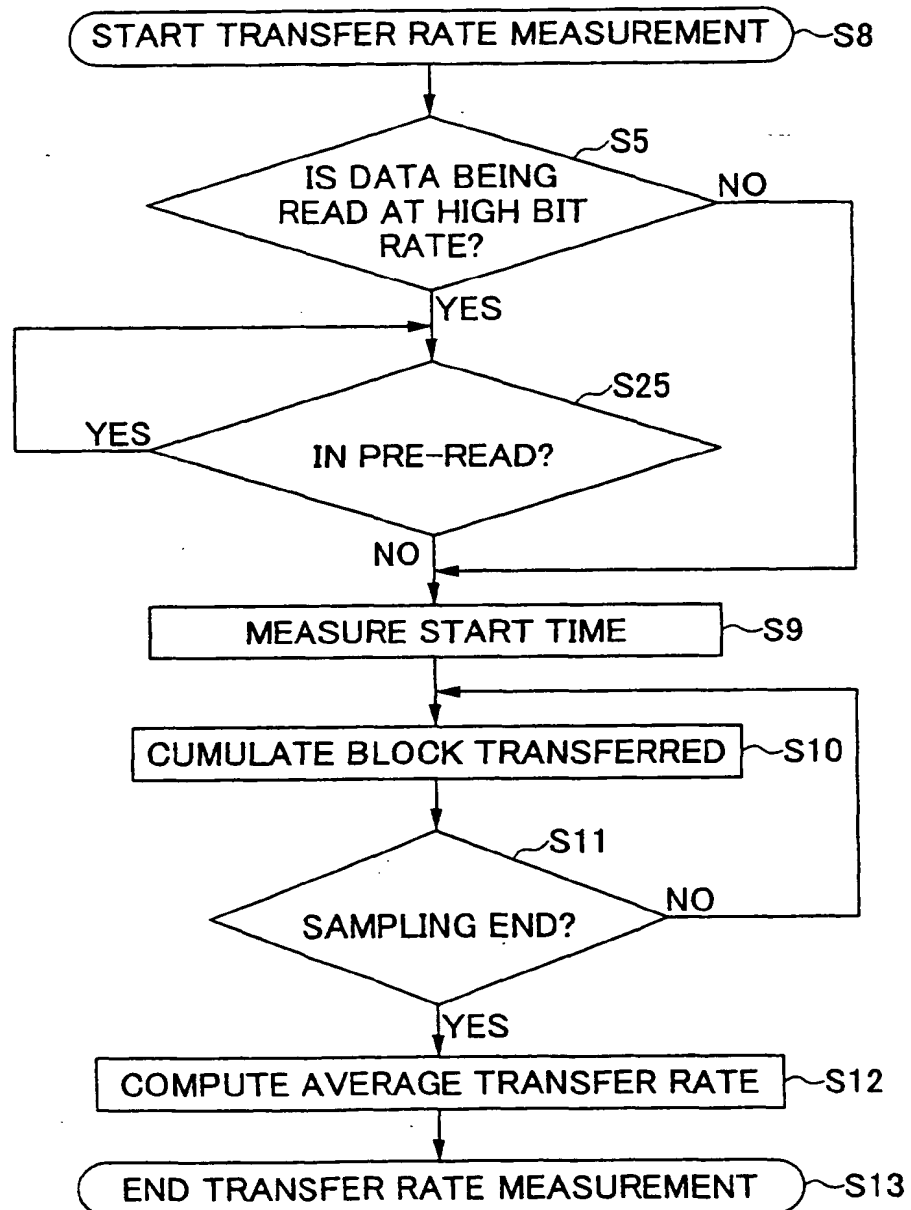 START TRANSFER RATE MEASUREMENT
S8
S5
IS DATA BEING
READ AT HIGH BIT
RATE?
NO
YES
S25
YES
IN PRE-READ?
NO
MEASURE START TIME
S9
CUMULATE BLOCK TRANSFERRED
S10
S11
SAMPLING END?
NO
YES
COMPUTE AVERAGE TRANSFER RATE
S12
END TRANSFER RATE MEASUREMENT
S13